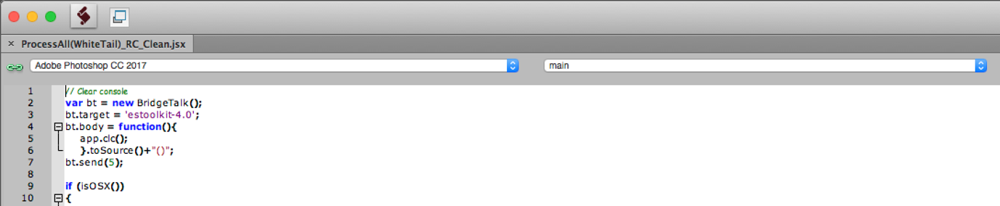 ProcessAll(WhiteTail)_RC_Clean.jsx
Adobe Photoshop CC 2017 main
1 // Clear console
2 var bt = new BridgeTalk();
3 bt.target = 'estoolkit-4.0';
4 bt.body = function(){
5 app.clc();
6 }.toSource()+"()";
7 bt.send(5);
8
9 if (isOSX())
10 {